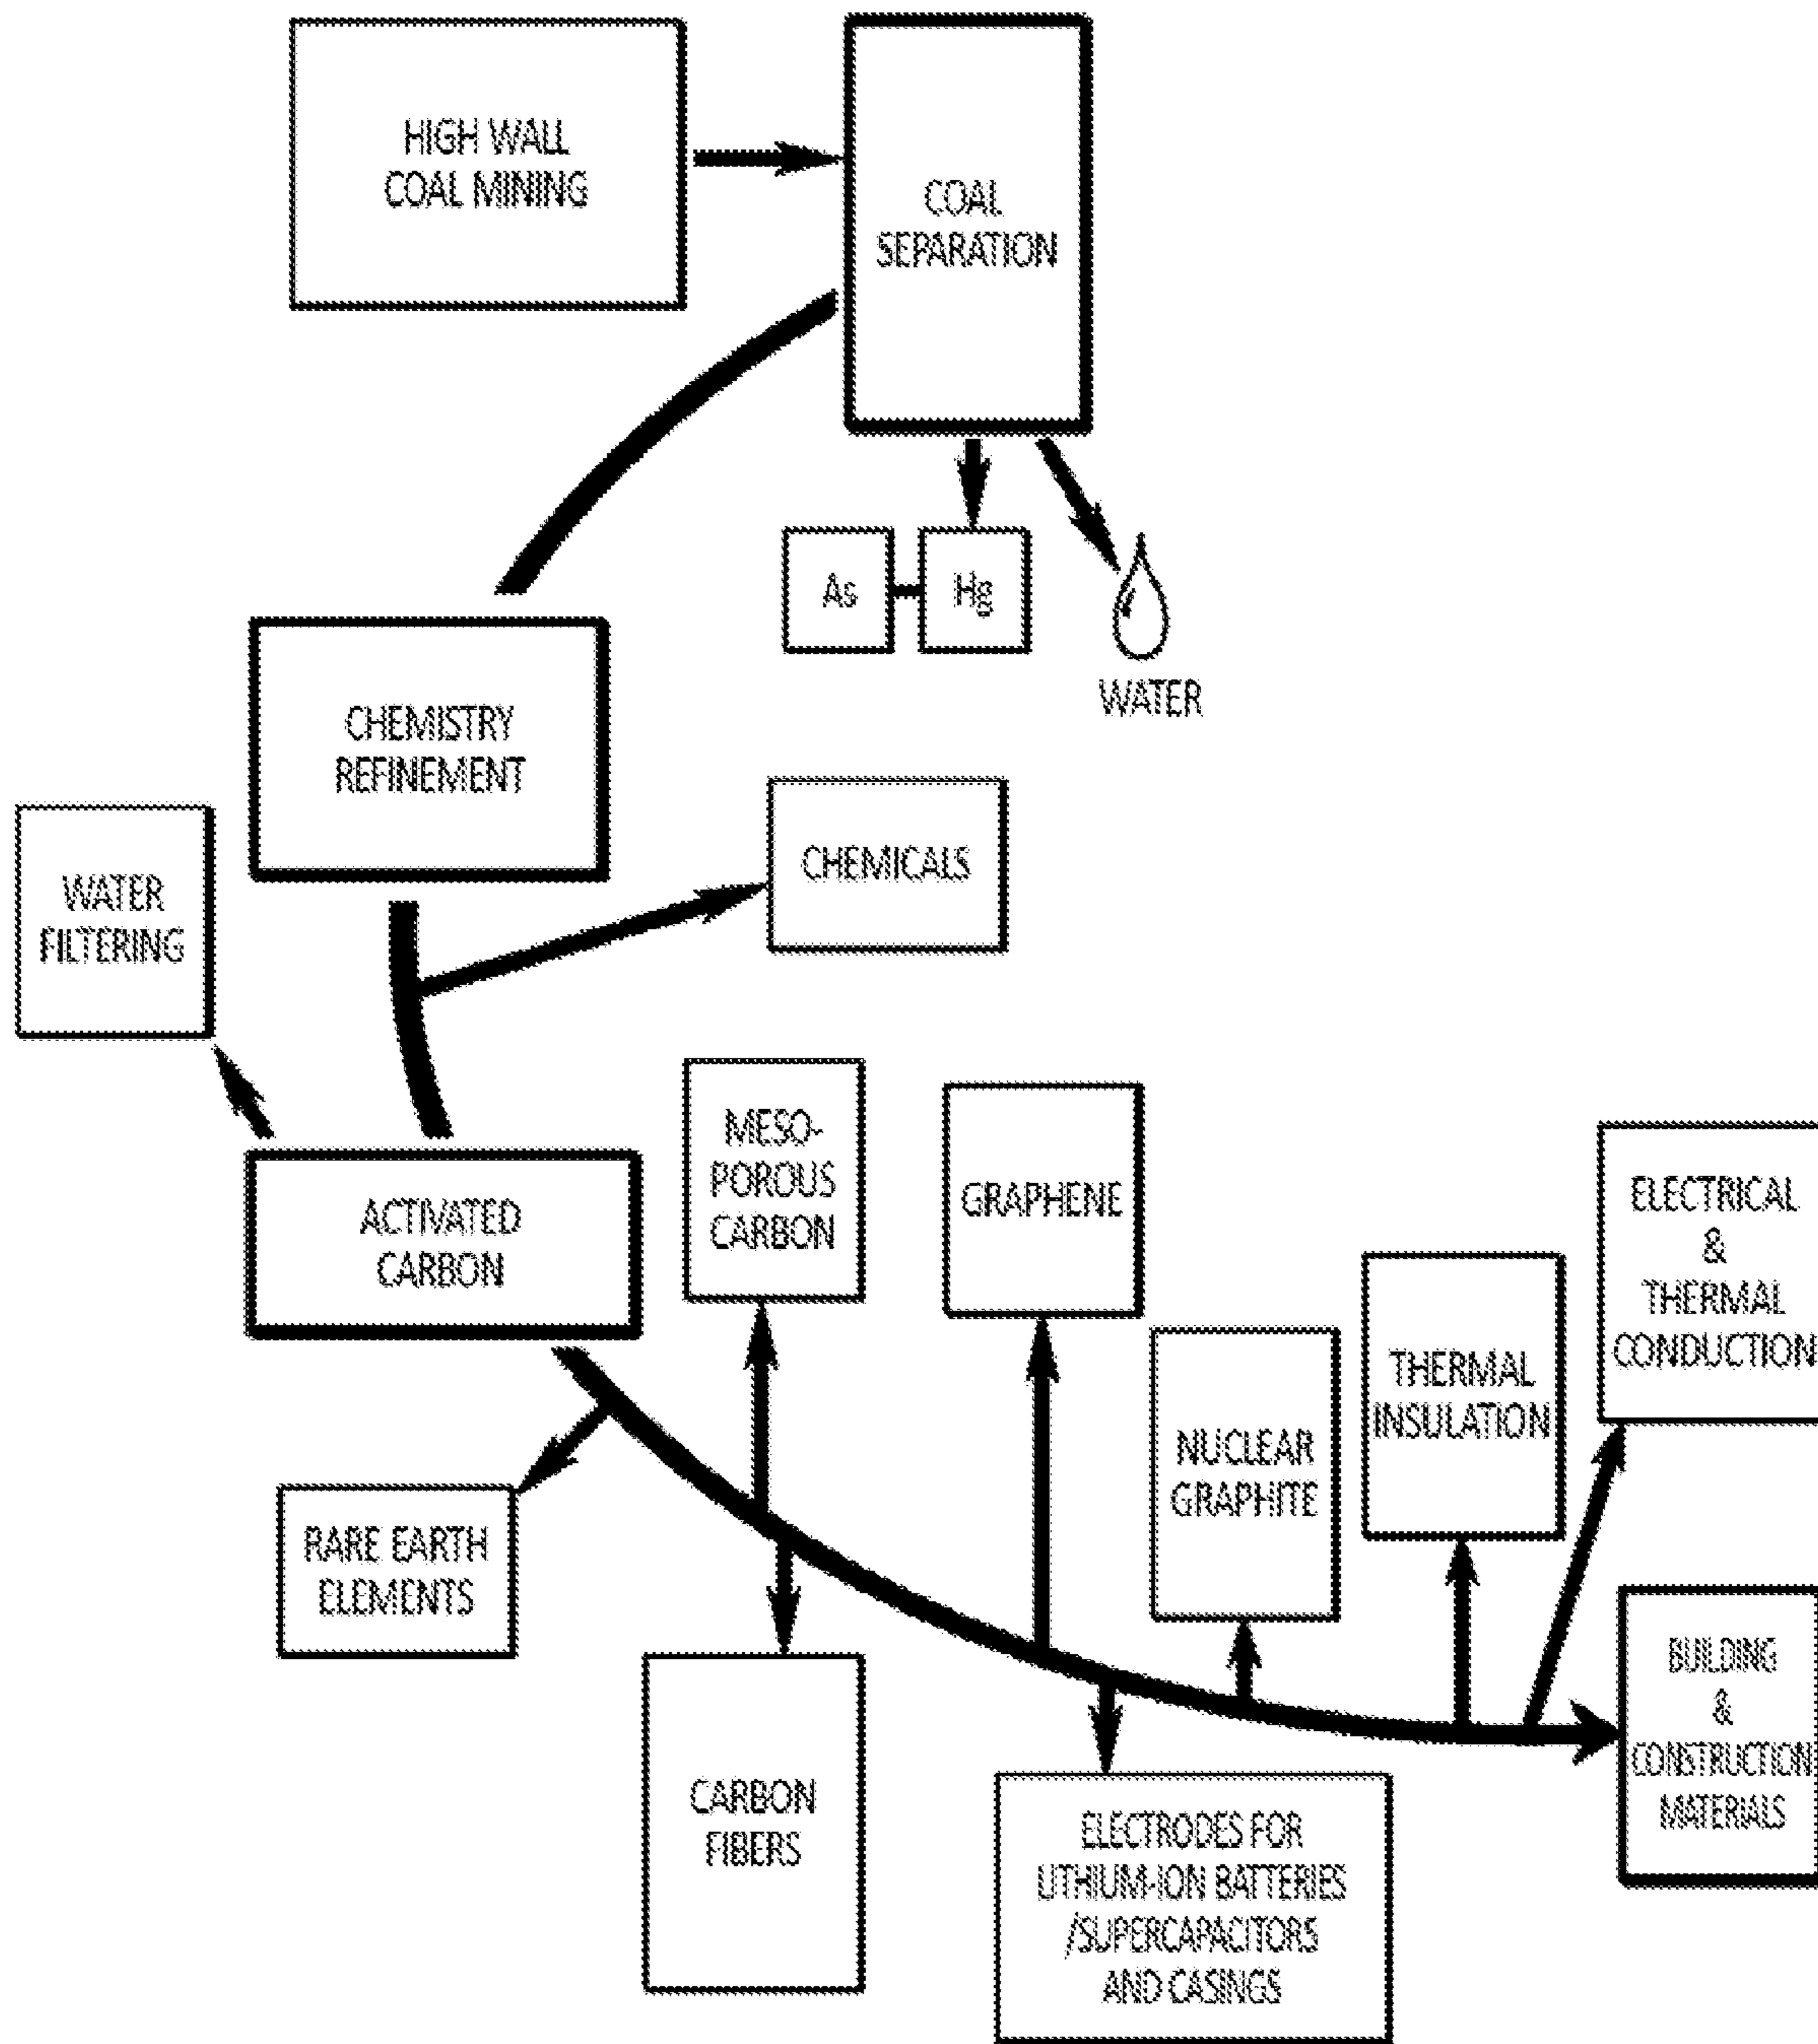 HIGH WALL
COAL MINING
COAL
SEPARATION
As
Hg
WATER
CHEMISTRY
REFINEMENT
CHEMICALS
WATER
FILTERING
ACTIVATED
CARBON
MESO-
POROUS
CARBON
GRAPHENE
ELECTRICAL
&
THERMAL
CONDUCTION
THERMAL
INSULATION
NUCLEAR
GRAPHITE
RARE EARTH
ELEMENTS
BUILDING
&
CONSTRUCTION
MATERIALS
CARBON
FIBERS
ELECTRODES FOR
LITHIUM-ION BATTERIES
/SUPERCAPACITORS
AND CASINGS